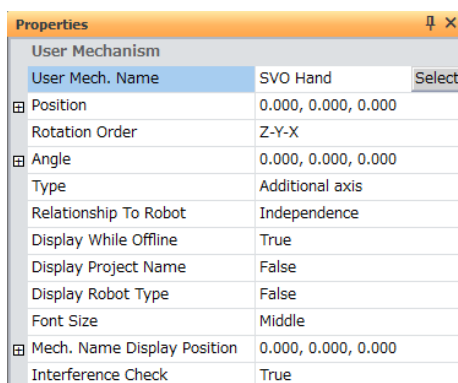 Properties
User Mechanism
User Mech. Name SVO Hand Select
Position 0.000, 0.000, 0.000
Rotation Order Z-Y-X
Angle 0.000, 0.000, 0.000
Type Additional axis
Relationship To Robot Independence
Display While Offline True
Display Project Name False
Display Robot Type False
Font Size Middle
Mech. Name Display Position 0.000, 0.000, 0.000
Interference Check True